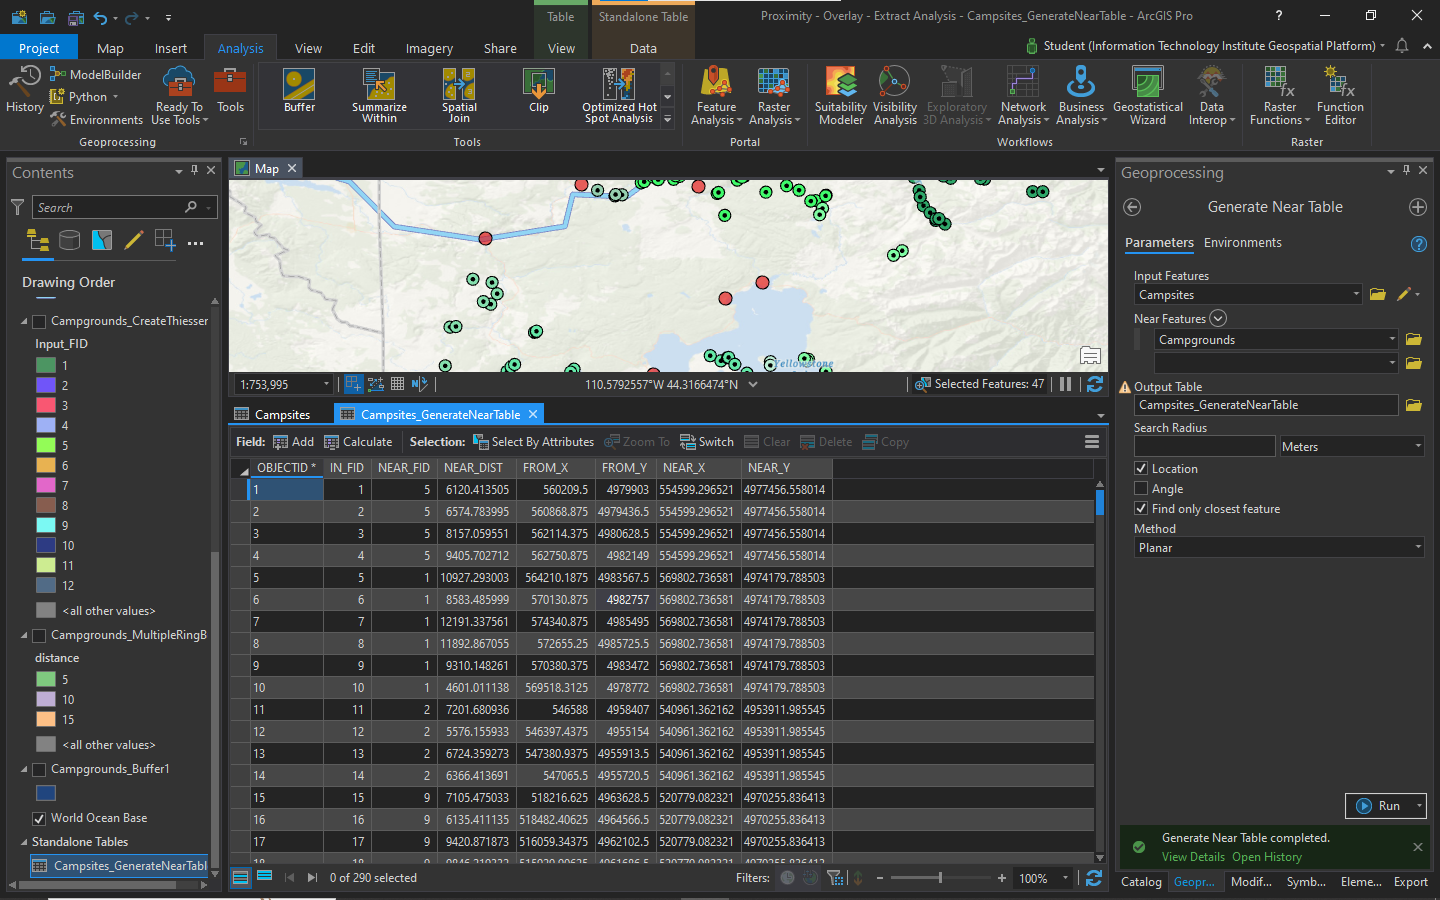 Table
Standalone Table
Proximity - Overlay - Extract Analysis - Campsites_GenerateNearTable - ArcGIS Pro
?
Project
Map
Insert
Analysis
View
Edit
Imagery
Share
View
Data
Student (Information Technology Institute Geospatial Platform)
History
ModelBuilder
Python
Environments
Ready To Use Tools
Tools
Geoprocessing
Buffer
Summarize Within
Spatial Join
Clip
Optimized Hot Spot Analysis
Tools
Feature Analysis
Raster Analysis
Portal
Suitability Modeler
Visibility Analysis
Exploratory 3D Analysis
Network Analysis
Business Analysis
Geostatistical Wizard
Data Interop
Workflows
Raster Functions
Function Editor
Raster
Contents
Search
Drawing Order
Campgrounds_CreateThiesser
Input_FID
1
2
3
4
5
6
7
8
9
10
11
12
<all other values>
Campgrounds_MultipleRingB
distance
5
10
15
<all other values>
Campgrounds_Buffer1
World Ocean Base
Standalone Tables
Campsites_GenerateNearTabl
Map
Yellowstone
1:753,995
110.5792557°W 44.3166474°N
Selected Features: 47
Campsites
Campsites_GenerateNearTable
Field: Add Calculate Selection: Select By Attributes Zoom To Switch Clear Delete Copy
OBJECTID * IN_FID NEAR_FID NEAR_DIST FROM_X FROM_Y NEAR_X NEAR_Y
1 1 5 6120.413505 560209.5 4979903 554599.296521 4977456.558014
2 2 5 6574.783995 560868.875 4979436.5 554599.296521 4977456.558014
3 3 5 8157.059551 562114.375 4980628.5 554599.296521 4977456.558014
4 4 5 9405.702712 562750.875 4982149 554599.296521 4977456.558014
5 5 1 10927.293003 564210.1875 4983567.5 569802.736581 4974179.788503
6 6 1 8583.485999 570130.875 4982757 569802.736581 4974179.788503
7 7 1 12191.337561 574340.875 4985495 569802.736581 4974179.788503
8 8 1 11892.867055 572655.25 4985725.5 569802.736581 4974179.788503
9 9 1 9310.148261 570380.375 4983472 569802.736581 4974179.788503
10 10 1 4601.011138 569518.3125 4978772 569802.736581 4974179.788503
11 11 2 7201.680936 546588 4958407 540961.362162 4953911.985545
12 12 2 5576.155933 546397.4375 4955154 540961.362162 4953911.985545
13 13 2 6724.359273 547380.9375 4955913.5 540961.362162 4953911.985545
14 14 2 6366.413691 547065.5 4955720.5 540961.362162 4953911.985545
15 15 9 7105.475033 518216.625 4963628.5 520779.082321 4970255.836413
16 16 9 6135.411135 518482.40625 4964566.5 520779.082321 4970255.836413
17 17 9 9420.871873 516059.34375 4962102.5 520779.082321 4970255.836413
0 of 290 selected
Filters:
100%
Geoprocessing
Generate Near Table
Parameters Environments
?
Input Features
Campsites
Near Features
Campgrounds
Output Table
Campsites_GenerateNearTable
Search Radius
Meters
Location
Angle
Find only closest feature
Method
Planar
Run
Generate Near Table completed.
View Details Open History
Catalog Geopr... Modif... Symb... Eleme... Export